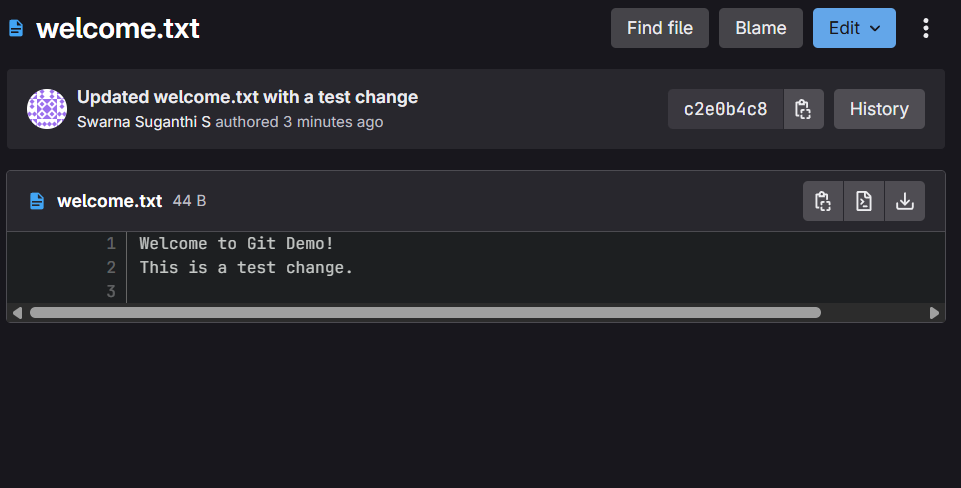 welcome.txt
Find file
Blame
Edit
Updated welcome.txt with a test change
Swarna Suganthi S authored 3 minutes ago
c2e0b4c8
History
welcome.txt 44 B
1 Welcome to Git Demo!
2 This is a test change.
3